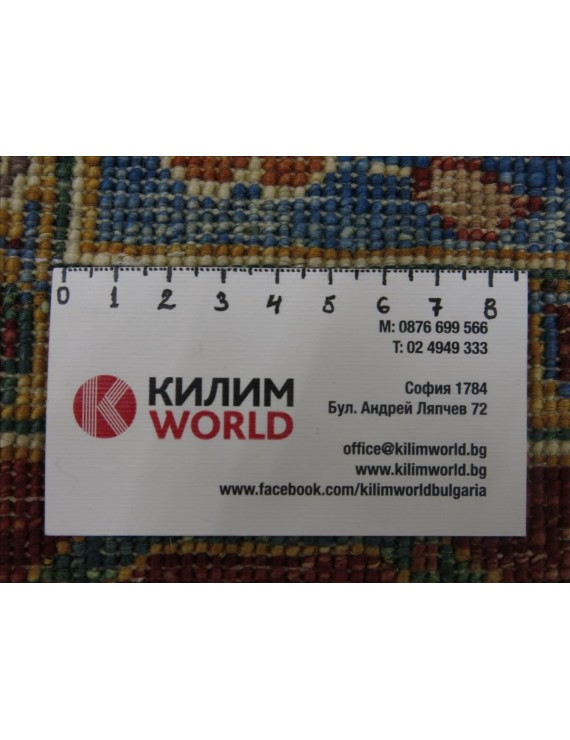 0 1 2 3 4 5 6 7 8
M: 0876 699 566
T: 02 4949 333
КИЛИМ
WORLD
София 1784
Бул. Андрей Ляпчев 72
office@kilimworld.bg
www.kilimworld.bg
www.facebook.com/kilimworldbulgaria